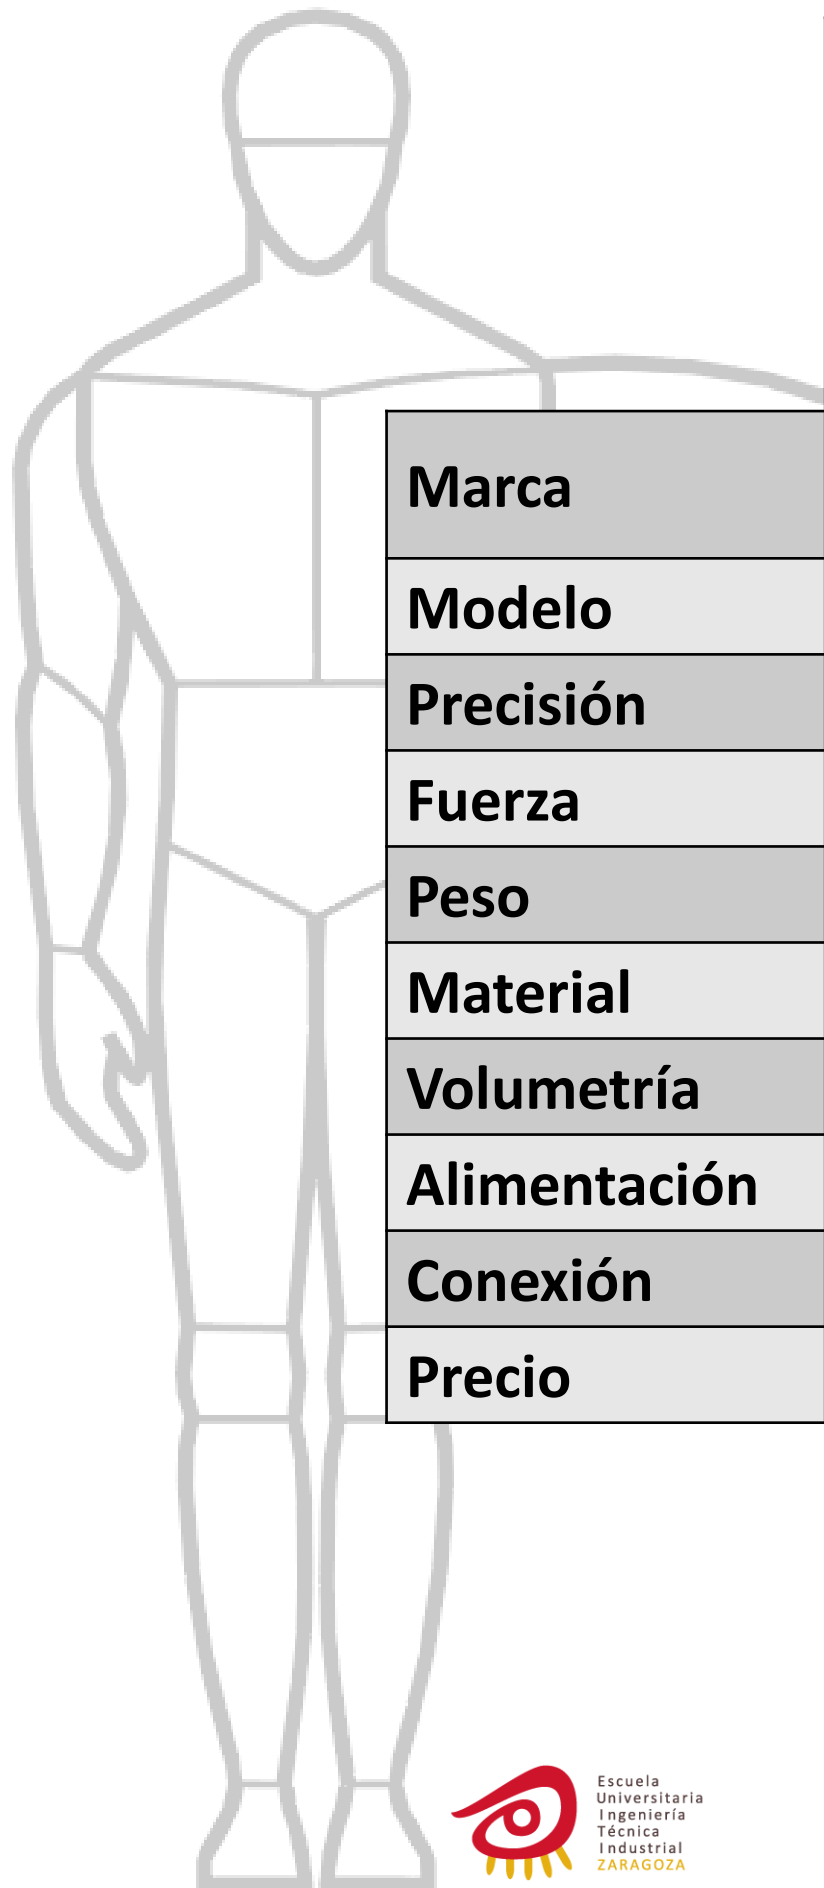 Marca
Modelo
Precisión
Fuerza
Peso
Material
Volumetría
Alimentación
Conexión
Precio
Escuela
Universitaria
Ingeniería
Técnica
Industrial
ZARAGOZA